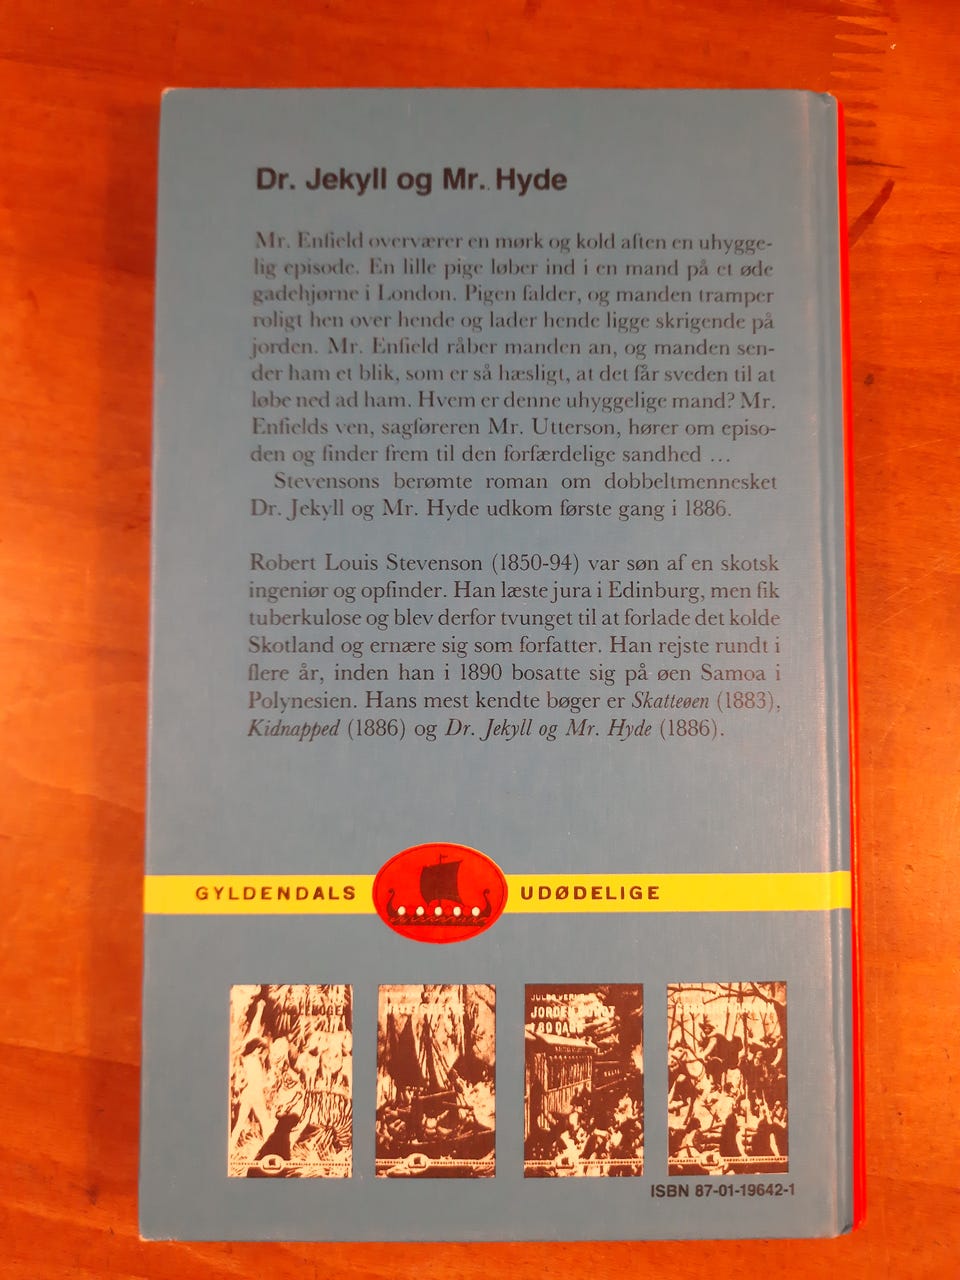 Dr. Jekyll og Mr. Hyde
Mr. Enfield overværer en mørk og kold aften en uhygge-
lig episode. En lille pige løber ind i en mand på et øde
gadehjørne i London. Pigen falder, og manden tramper
roligt hen over hende og lader hende ligge skrigende på
jorden. Mr. Enfield råber manden an, og manden sen-
der ham et blik, som er så hæsligt, at det får sveden til at
løbe ned ad ham. Hvem er denne uhyggelige mand? Mr.
Enfields ven, sagføreren Mr. Utterson, hører om episo-
den og finder frem til den forfærdelige sandhed ...
Stevensons berømte roman om dobbeltmennesket
Dr. Jekyll og Mr. Hyde udkom første gang i 1886.
Robert Louis Stevenson (1850-94) var søn af en skotsk
ingeniør og opfinder. Han læste jura i Edinburg, men fik
tuberkulose og blev derfor tvunget til at forlade det kolde
Skotland og ernære sig som forfatter. Han rejste rundt i
flere år, inden han i 1890 bosatte sig på øen Samoa i
Polynesien. Hans mest kendte bøger er Skatteøen (1883),
Kidnapped (1886) og Dr. Jekyll og Mr. Hyde (1886).
GYLDENDALS UDØDELIGE
JULES VERNE
JORDEN RUNDT
80 DAGE
ISBN 87-01-19642-1